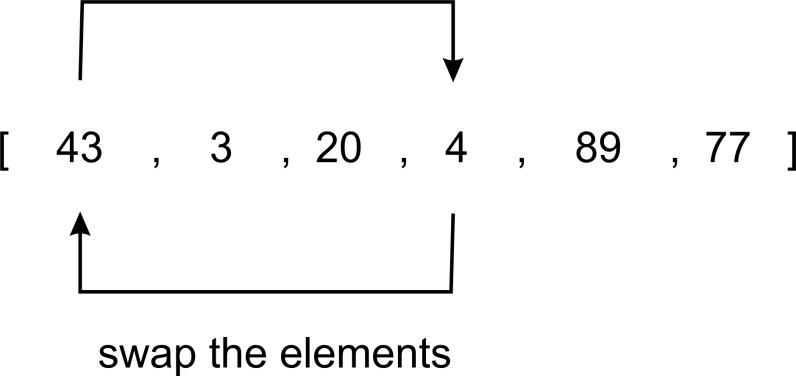 [ 43 , 3 , 20 , 4 , 89 , 77 ]
swap the elements